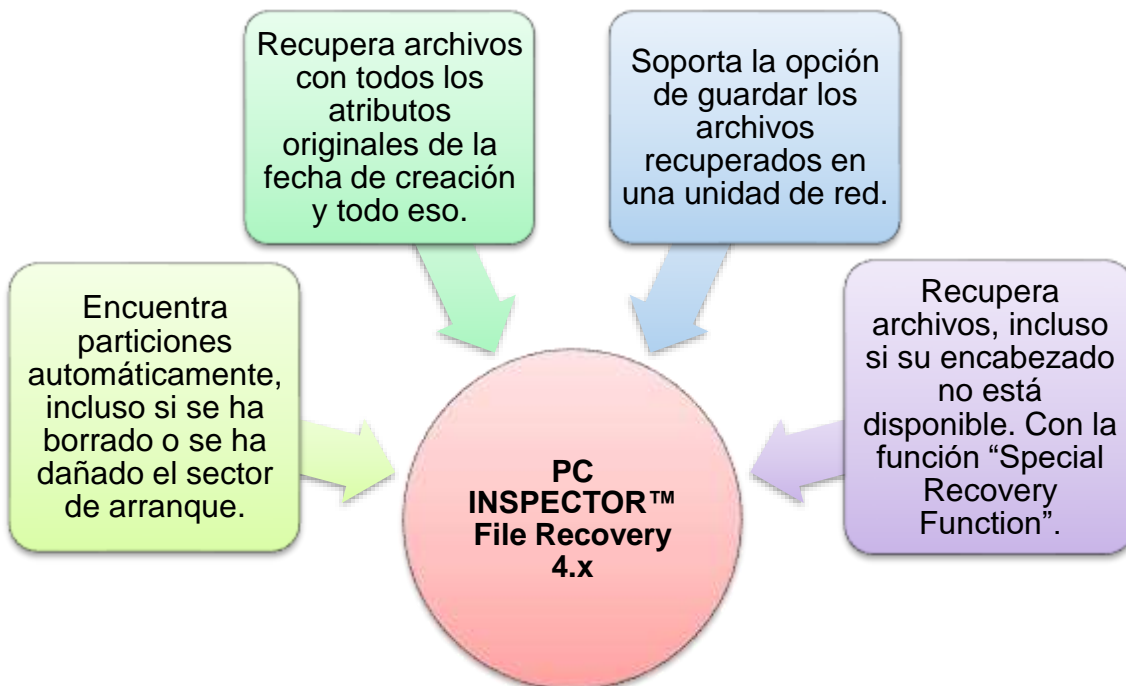 Recupera archivos
con todos los
atributos
originales de la
fecha de creación
y todo eso.
Soporta la opción
de guardar los
archivos
recuperados en
una unidad de red.
Encuentra
particiones
automáticamente,
incluso si se ha
borrado o se ha
dañado el sector
de arranque.
Recupera
archivos, incluso
si su encabezado
no está
disponible. Con la
función “Special
Recovery
Function”.
PC
INSPECTOR™
File Recovery
4.x